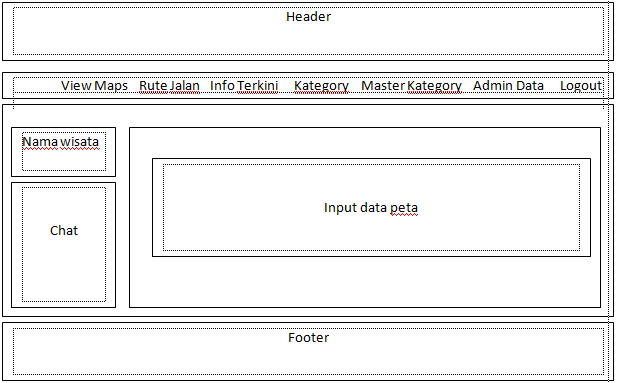 Header
View Maps Rute Jalan Info Terkini Kategory Master Kategory Admin Data Logout
Nama wisata
Input data peta
Chat
Footer